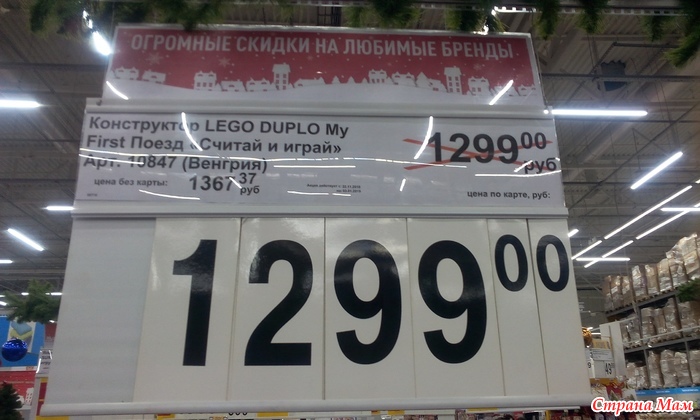 ОГРОМНЫЕ СКИДКИ НА ЛЮБИМЫЕ БРЕНДЫ
Конструктор LEGO DUPLO My
First Поезд «Считай и играй»
Арт. 10847 (Венгрия)
1299 00
руб
цена без карты: 1367 37
руб
цена по карте, руб:
1299 00
Страна Мам